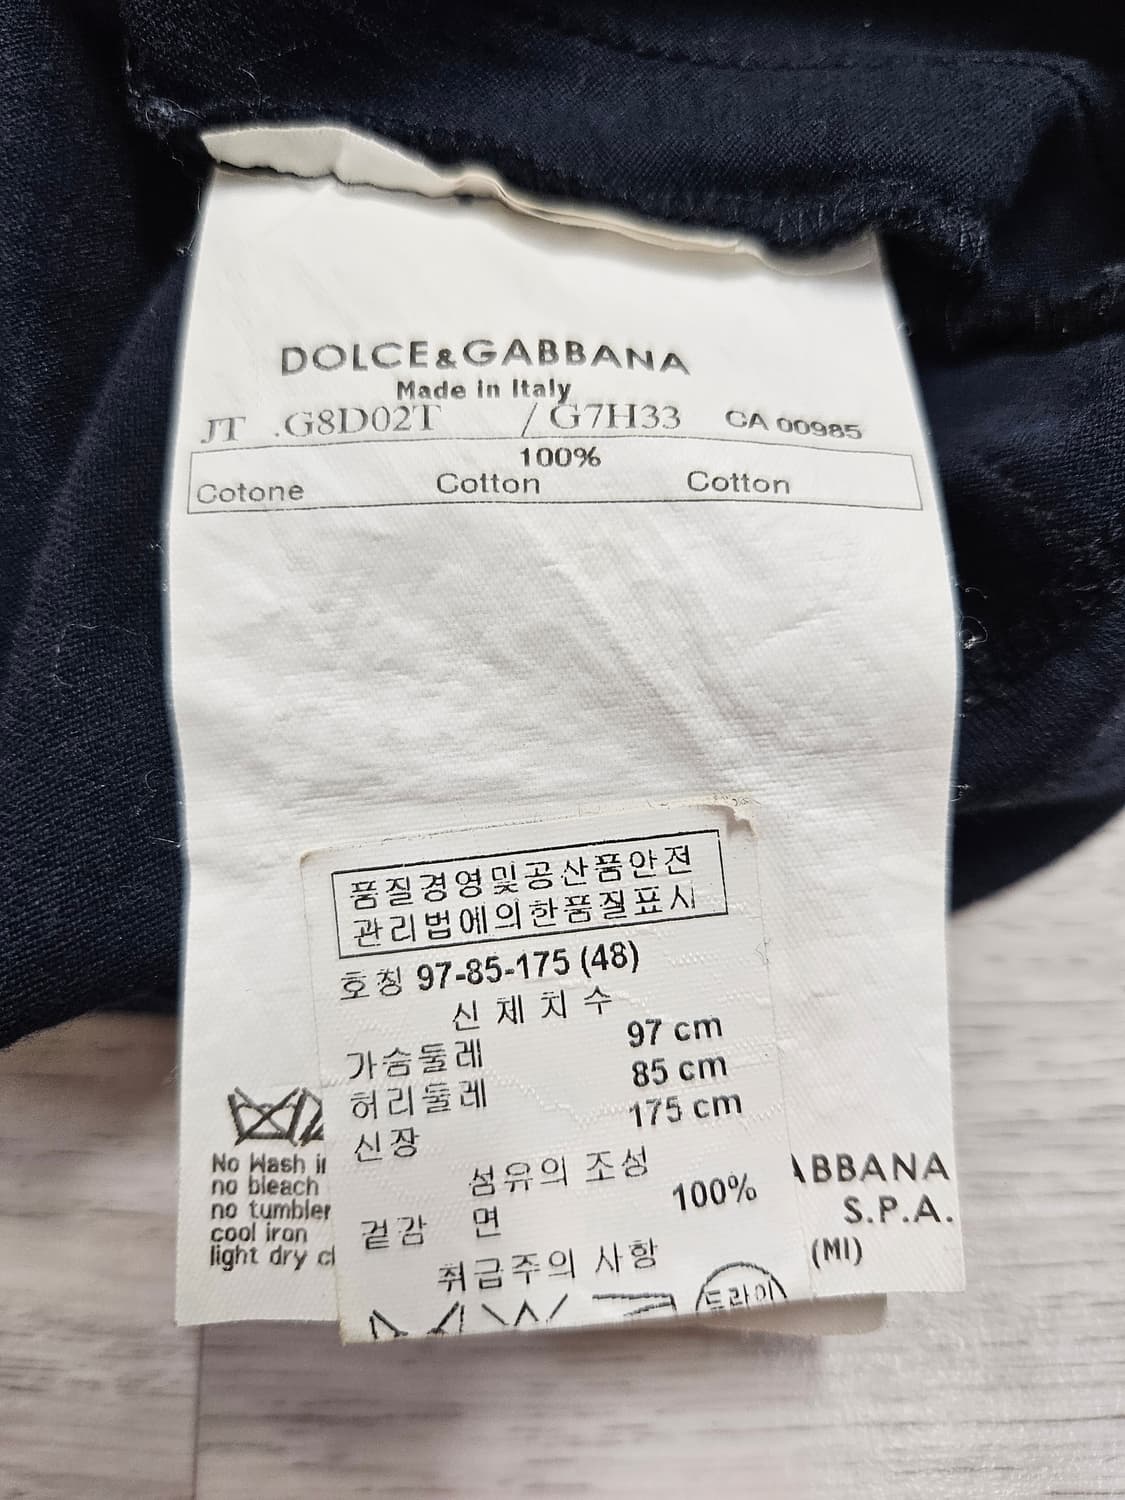 DOLCE&GABBANA
Made in Italy
JT .G8D02T / G7H33 CA 00985
100%
Cotone Cotton Cotton
품질경영및공산품안전
관리법에의한품질표시
호칭 97-85-175 (48)
신체치수
가슴둘레 97 cm
허리둘레 85 cm
신장 175 cm
섬유의 조성
겉감 면 100%
취급주의 사항
드라이
No Wash
no bleach
no tumbler
cool iron
light dry
ABBANA
S.P.A.
(MI)